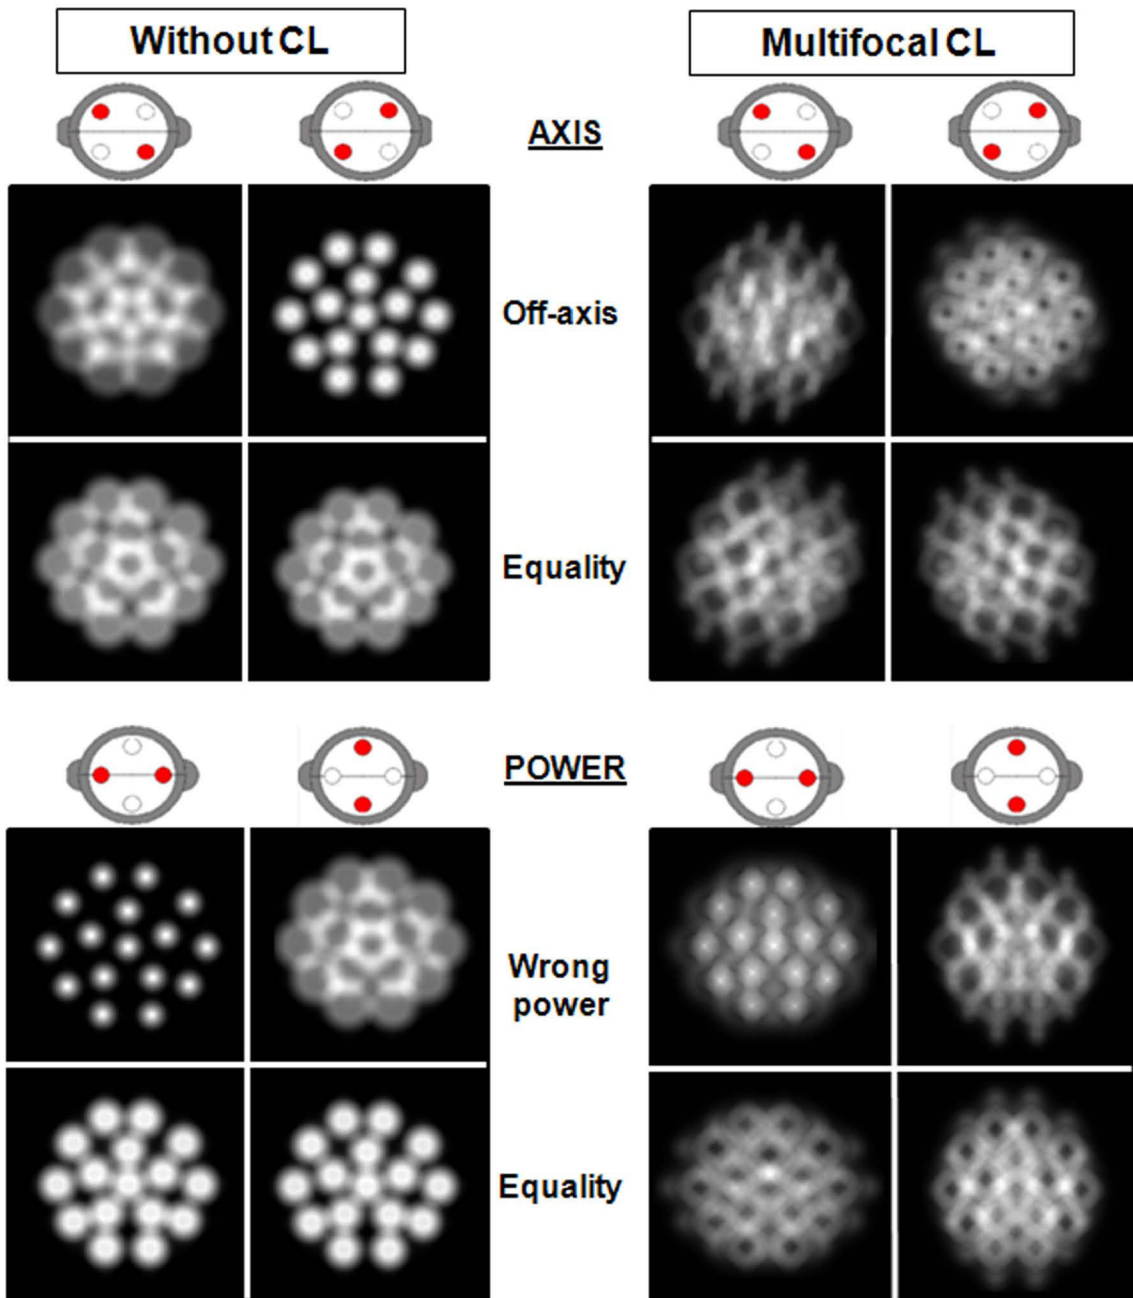 Without CL
Multifocal CL
AXIS
Off-axis
Equality
POWER
Wrong
power
Equality